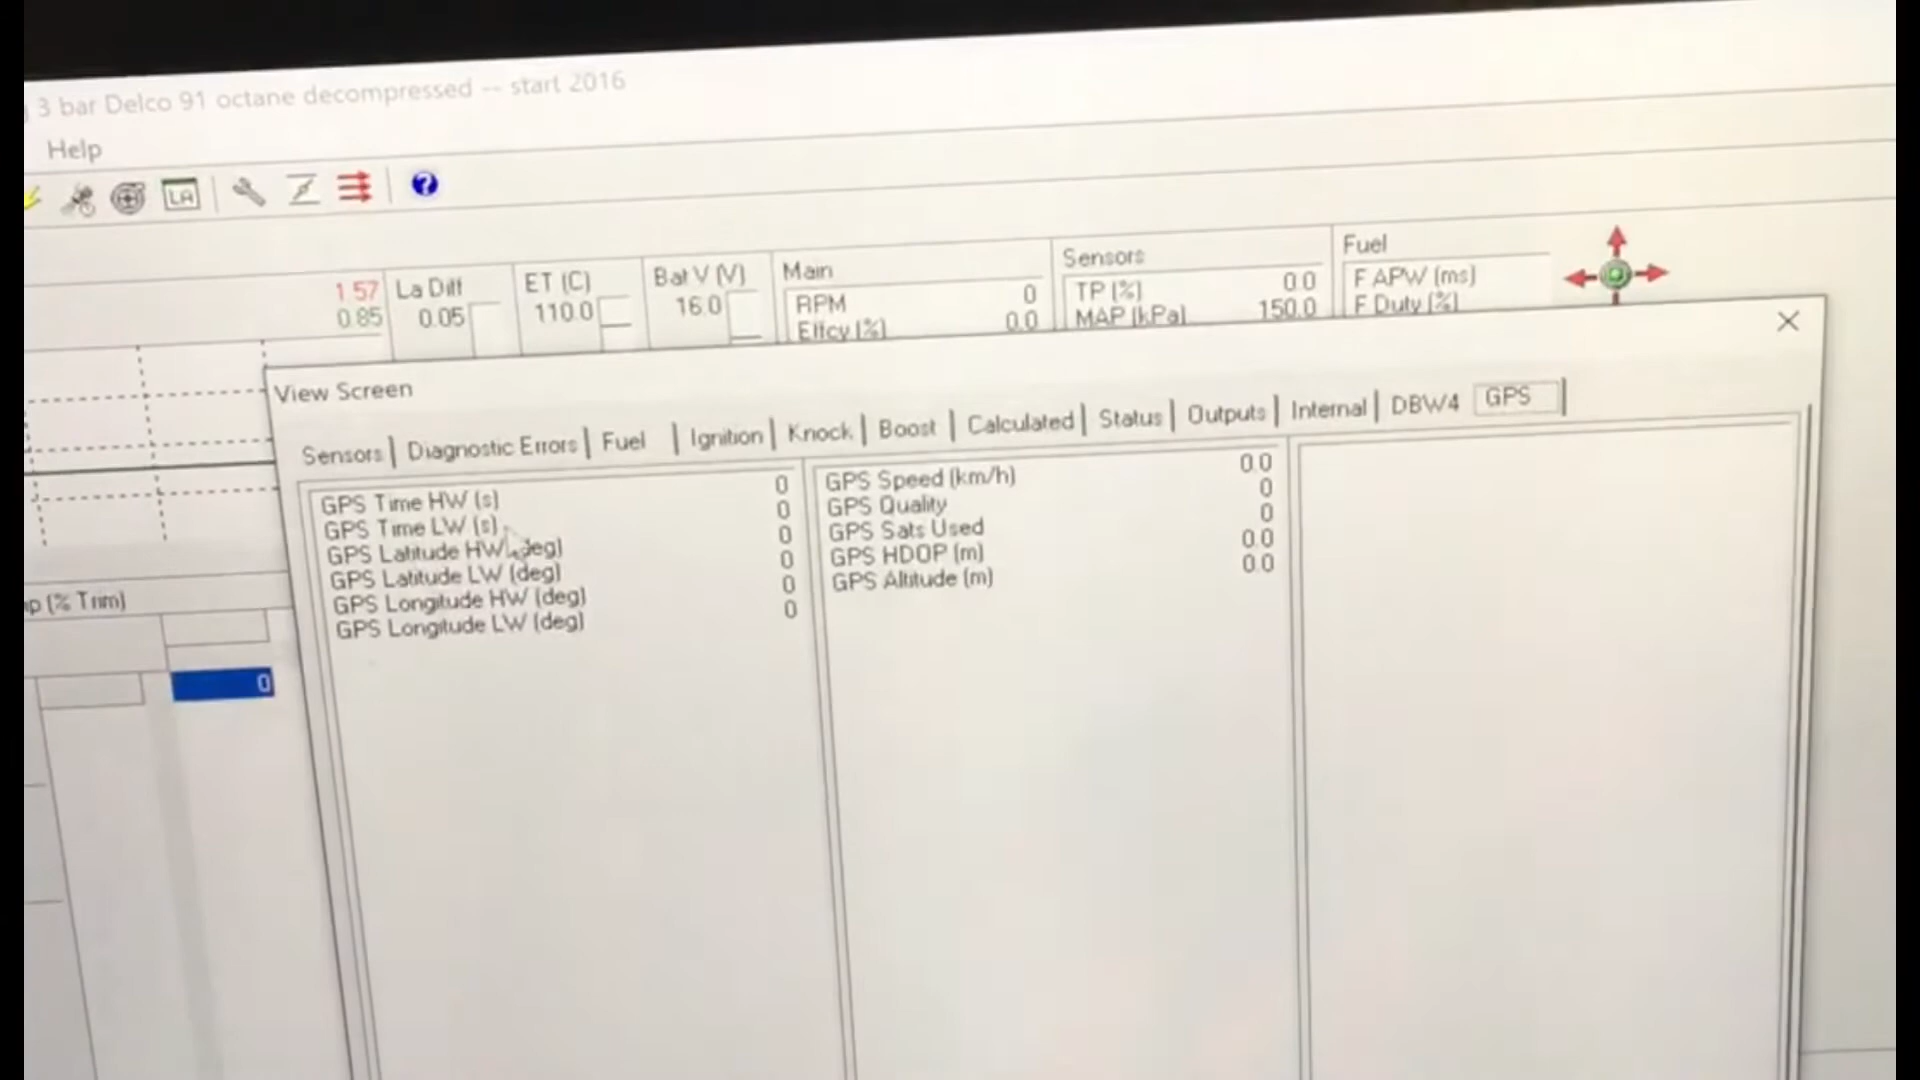 3 bar Delco 91 octane decompressed -- start 2016
Help
LA
?
1.57
0.85
La Diff
0.05
ET (C)
110.0
Bat V (V)
16.0
Main
RPM 0
Effcy (%) 0.0
Sensors
TP (%) 0.0
MAP (kPa) 150.0
Fuel
F APW (ms)
F Duty (%)
View Screen
Sensors Diagnostic Errors Fuel Ignition Knock Boost Calculated Status Outputs Internal DBW4 GPS
GPS Time HW (s) 0
GPS Time LW (s) 0
GPS Latitude HW (deg) 0
GPS Latitude LW (deg) 0
GPS Longitude HW (deg) 0
GPS Longitude LW (deg) 0
GPS Speed (km/h) 0.0
GPS Quality 0
GPS Sats Used 0
GPS HDOP (m) 0.0
GPS Altitude (m) 0.0
(% Trim)
0